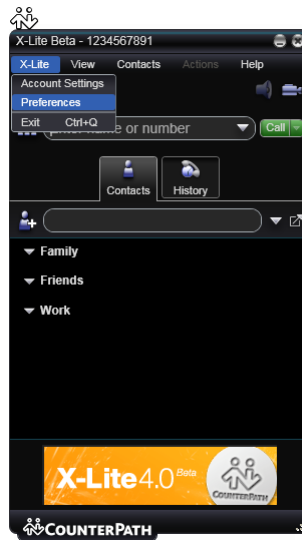 X-Lite Beta - 1234567891
X-Lite View Contacts Actions Help
Account Settings
Preferences
Exit Ctrl+Q
name or number
Call
Contacts History
Family
Friends
Work
X-Lite 4.0 Beta
COUNTERPATH
COUNTERPATH